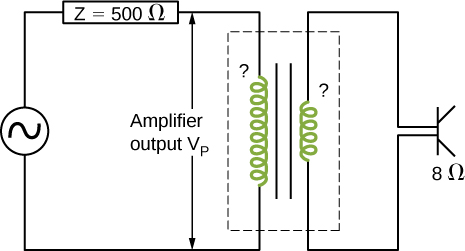 Z = 500 Ω
?
?
Amplifier
output V_P
8 Ω